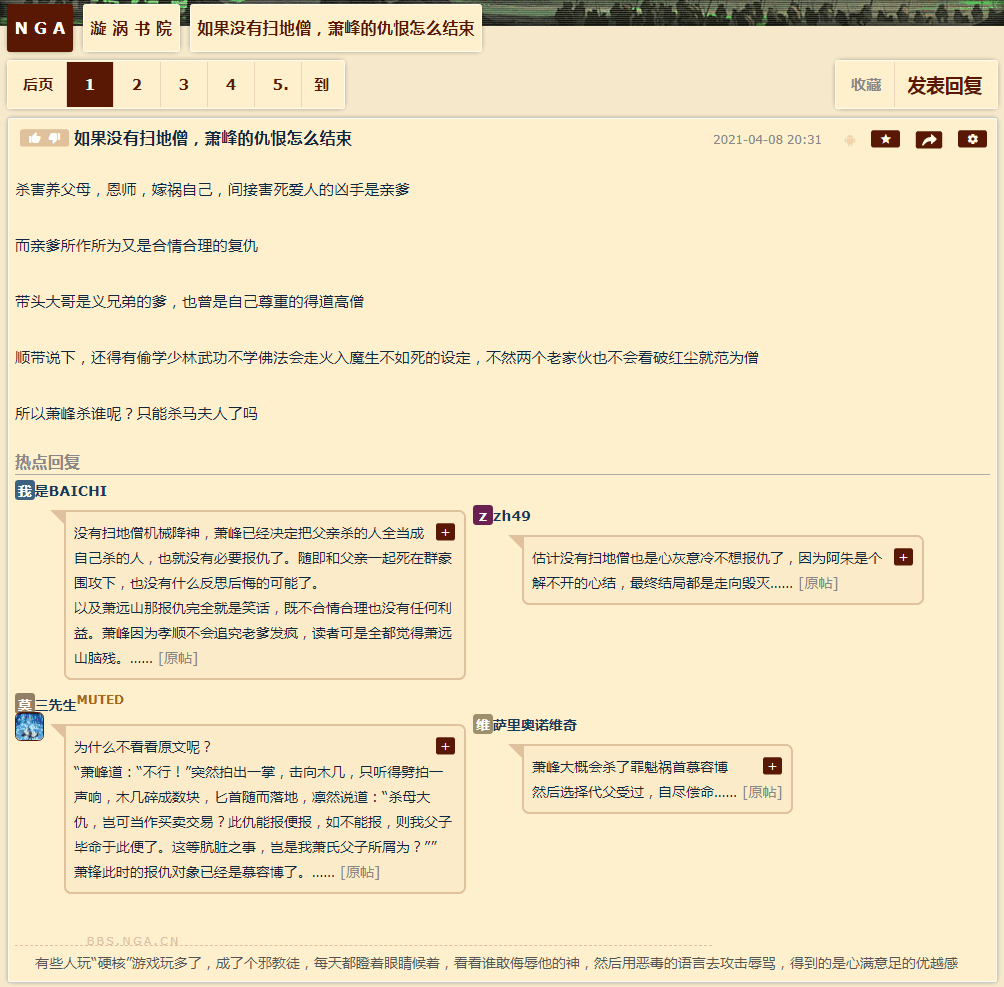 NGA
漩涡书院
如果没有扫地僧，萧峰的仇恨怎么结束
后页 1 2 3 4 5. 到
收藏 发表回复
如果没有扫地僧，萧峰的仇恨怎么结束 2021-04-08 20:31
杀害养父母，恩师，嫁祸自己，间接害死爱人的凶手是亲爹
而亲爹所作所为又是合情合理的复仇
带头大哥是义兄弟的爹，也曾是自己尊重的得道高僧
顺带说下，还得有偷学少林武功不学佛法会走火入魔生不如死的设定，不然两个老家伙也不会看破红尘就范为僧
所以萧峰杀谁呢？只能杀马夫人了吗
热点回复
我是BAICHI
没有扫地僧机械降神，萧峰已经决定把父亲杀的人全当成
自己杀的人，也就没有必要报仇了。随即和父亲一起死在群豪
围攻下，也没有什么反思后悔的可能了。
以及萧远山那报仇完全就是笑话，既不合情合理也没有任何利
益。萧峰因为孝顺不会追究老爹发疯，读者可是全都觉得萧远
山脑残。...... [原帖]
zzh49
估计没有扫地僧也是心灰意冷不想报仇了，因为阿朱是个
解不开的心结，最终结局都是走向毁灭...... [原帖]
莫三先生MUTED
为什么不看看原文呢？
“萧峰道：“不行！”突然拍出一掌，击向木几，只听得劈拍一
声响，木几碎成数块，匕首随而落地，凛然说道：“杀母大
仇，岂可当作买卖交易？此仇能报便报，如不能报，则我父子
毕命于此便了。这等肮脏之事，岂是我萧氏父子所屑为？””
萧锋此时的报仇对象已经是慕容博了。...... [原帖]
维萨里奥诺维奇
萧峰大概会杀了罪魁祸首慕容博
然后选择代父受过，自尽偿命...... [原帖]
BBS.NGA.CN
有些人玩“硬核”游戏玩多了，成了个邪教徒，每天都瞪着眼睛候着，看看谁敢侮辱他的神，然后用恶毒的语言去攻击辱骂，得到的是心满意足的优越感